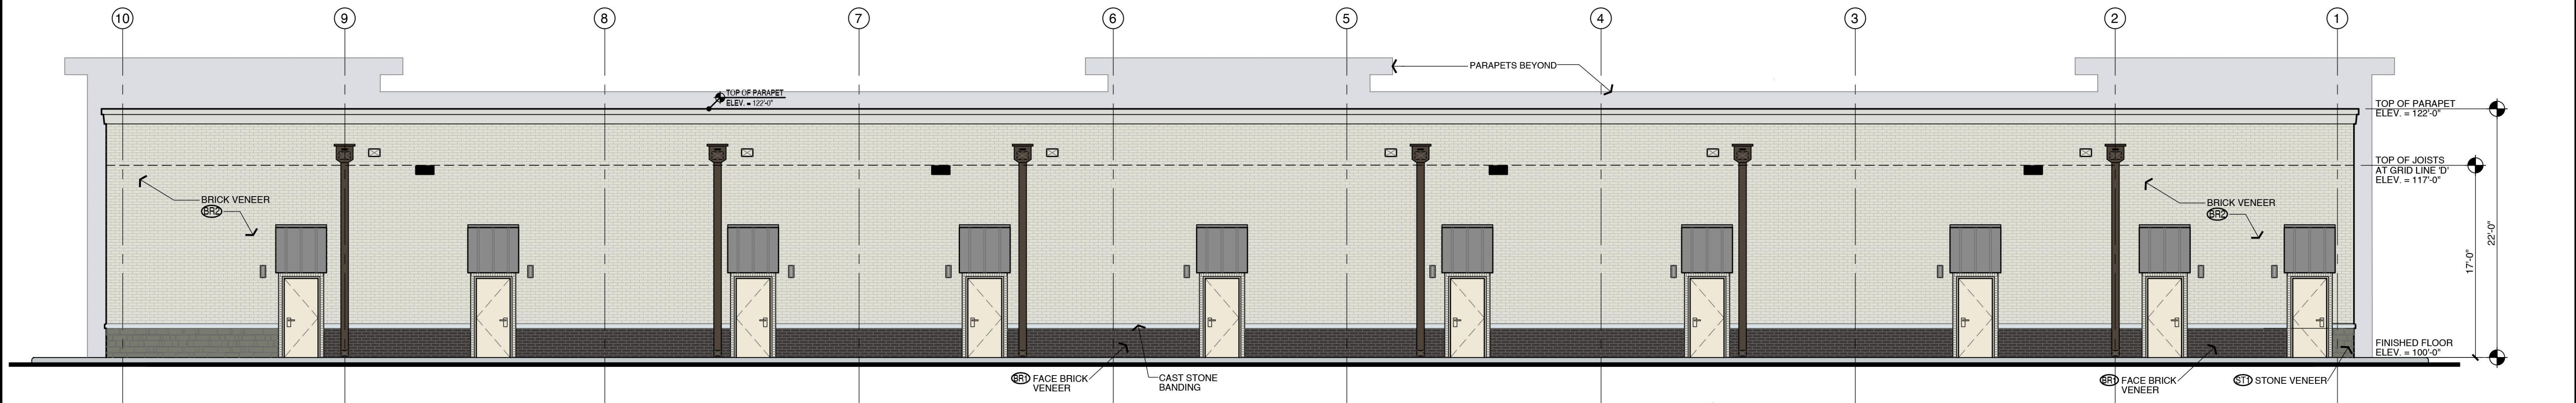 10
9
8
7
6
5
4
3
2
1
PARAPETS BEYOND
TOP OF PARAPET
ELEV. = 122'-0"
TOP OF PARAPET
ELEV. = 122'-0"
TOP OF JOISTS
AT GRID LINE 'D'
ELEV. = 117'-0"
BRICK VENEER
BR2
BRICK VENEER
BR2
22'-0"
17'-0"
FINISHED FLOOR
ELEV. = 100'-0"
BR1 FACE BRICK
VENEER
CAST STONE
BANDING
BR1 FACE BRICK
VENEER
ST1 STONE VENEER